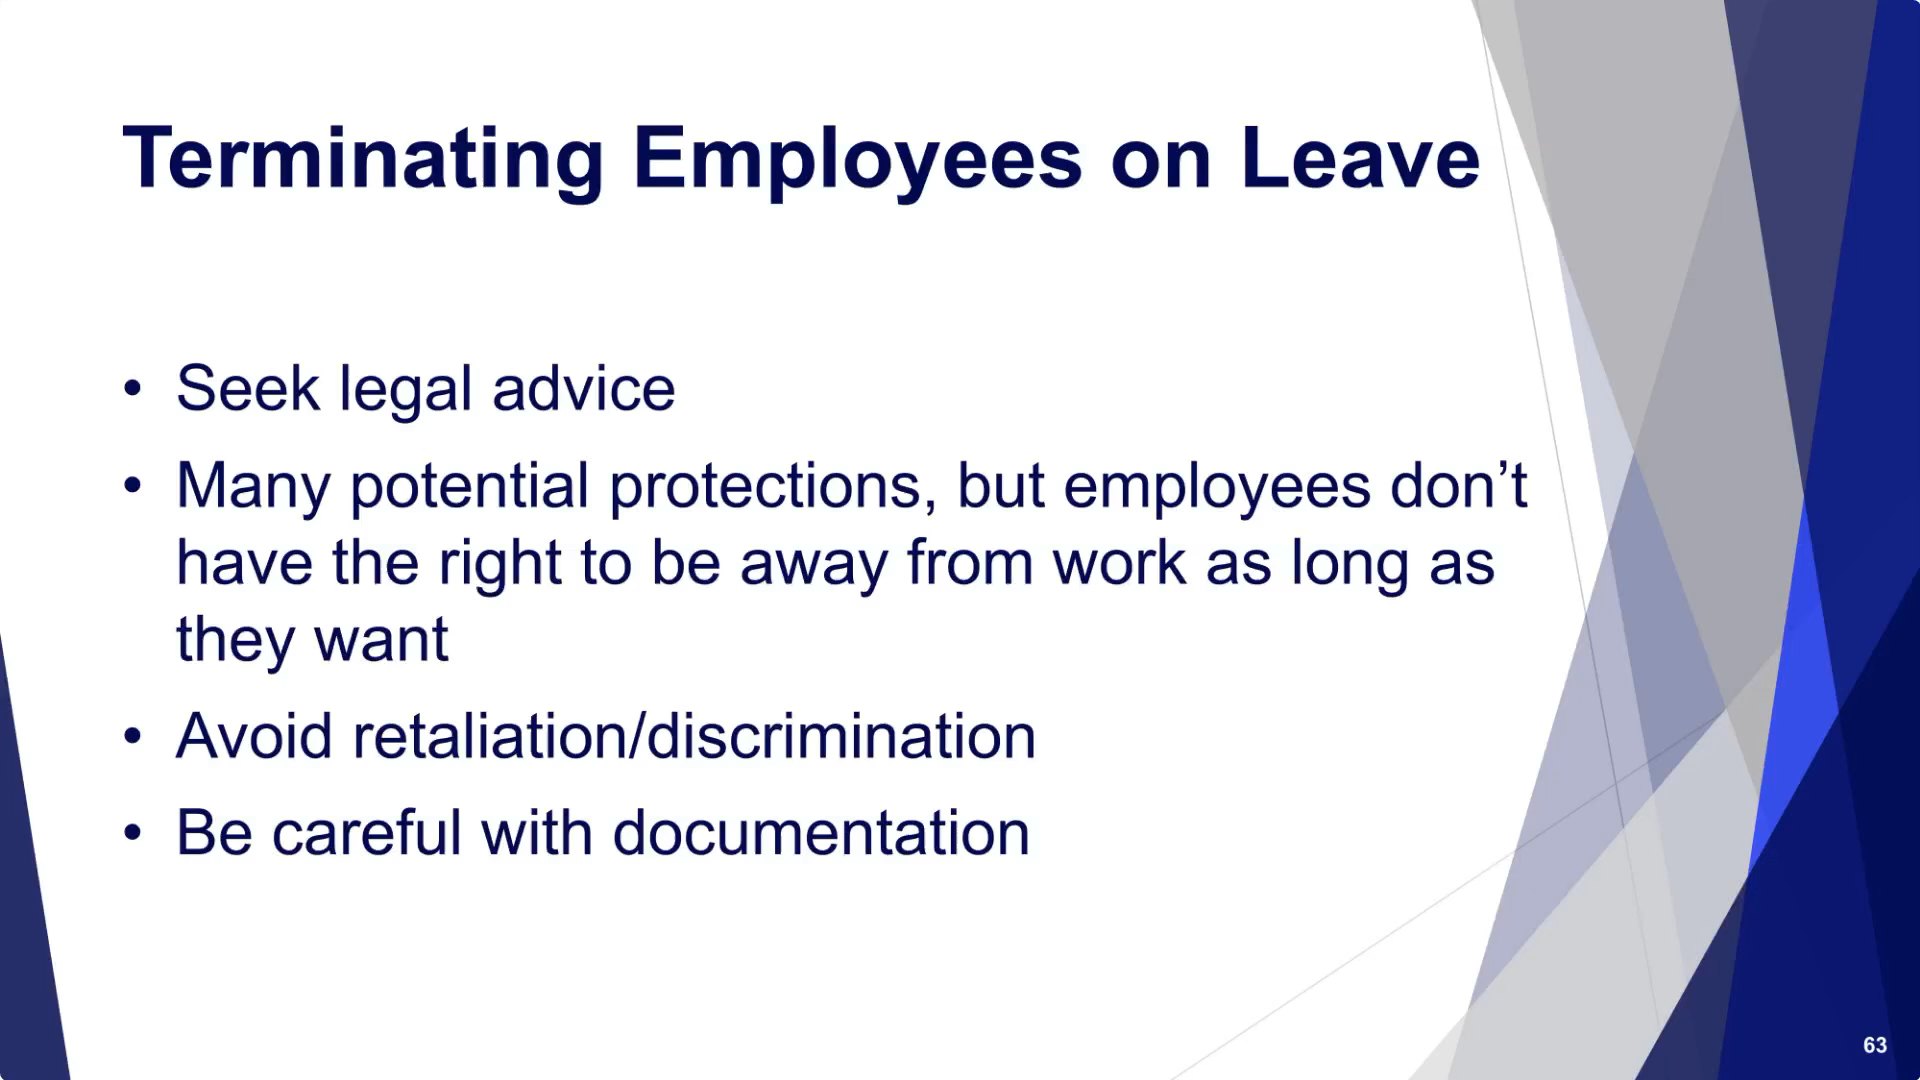 Terminating Employees on Leave
• Seek legal advice
• Many potential protections, but employees don’t
have the right to be away from work as long as
they want
• Avoid retaliation/discrimination
• Be careful with documentation
63